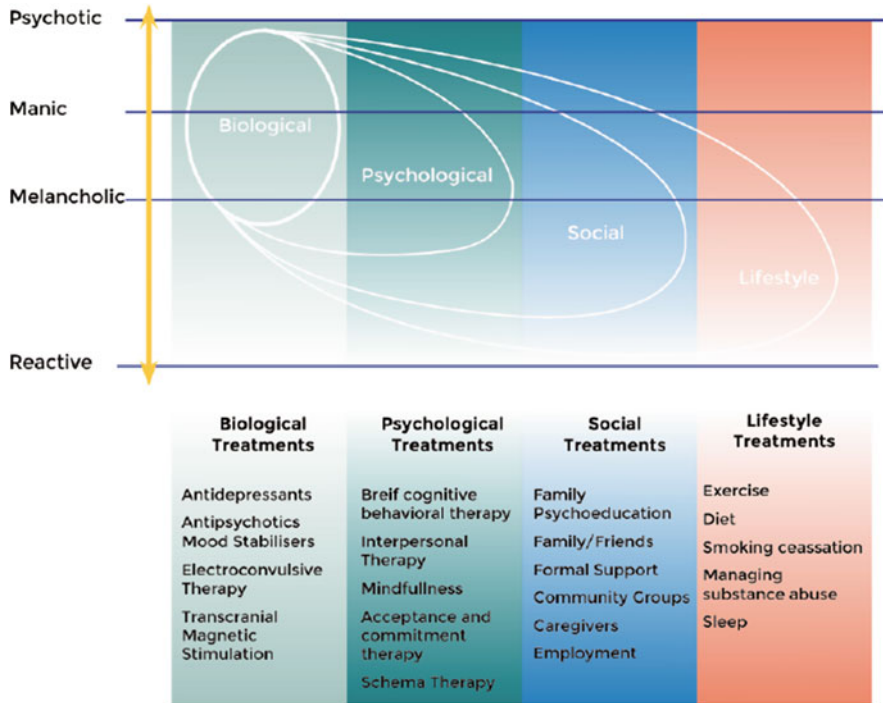 Psychotic
Manic
Melancholic
Reactive
Biological
Psychological
Social
Lifestyle
Biological
Treatments
Antidepressants
Antipsychotics
Mood Stabilisers
Electroconvulsive
Therapy
Transcranial
Magnetic
Stimulation
Psychological
Treatments
Breif cognitive
behavioral therapy
Interpersonal
Therapy
Mindfullness
Acceptance and
commitment
therapy
Schema Therapy
Social
Treatments
Family
Psychoeducation
Family/Friends
Formal Support
Community Groups
Caregivers
Employment
Lifestyle
Treatments
Exercise
Diet
Smoking ceassation
Managing
substance abuse
Sleep